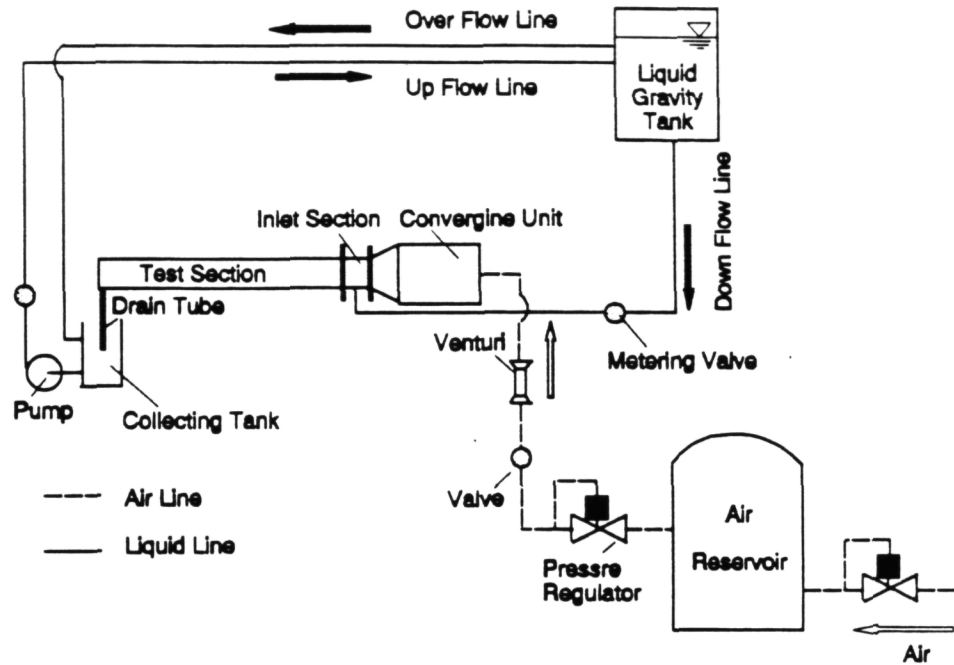 Over Flow Line
Up Flow Line
Liquid
Gravity
Tank
Down Flow Line
Inlet Section
Convergine Unit
Test Section
Drain Tube
Venturi
Metering Valve
Pump
Collecting Tank
Valve
Air Line
Liquid Line
Pressre
Regulator
Air
Reservoir
Air